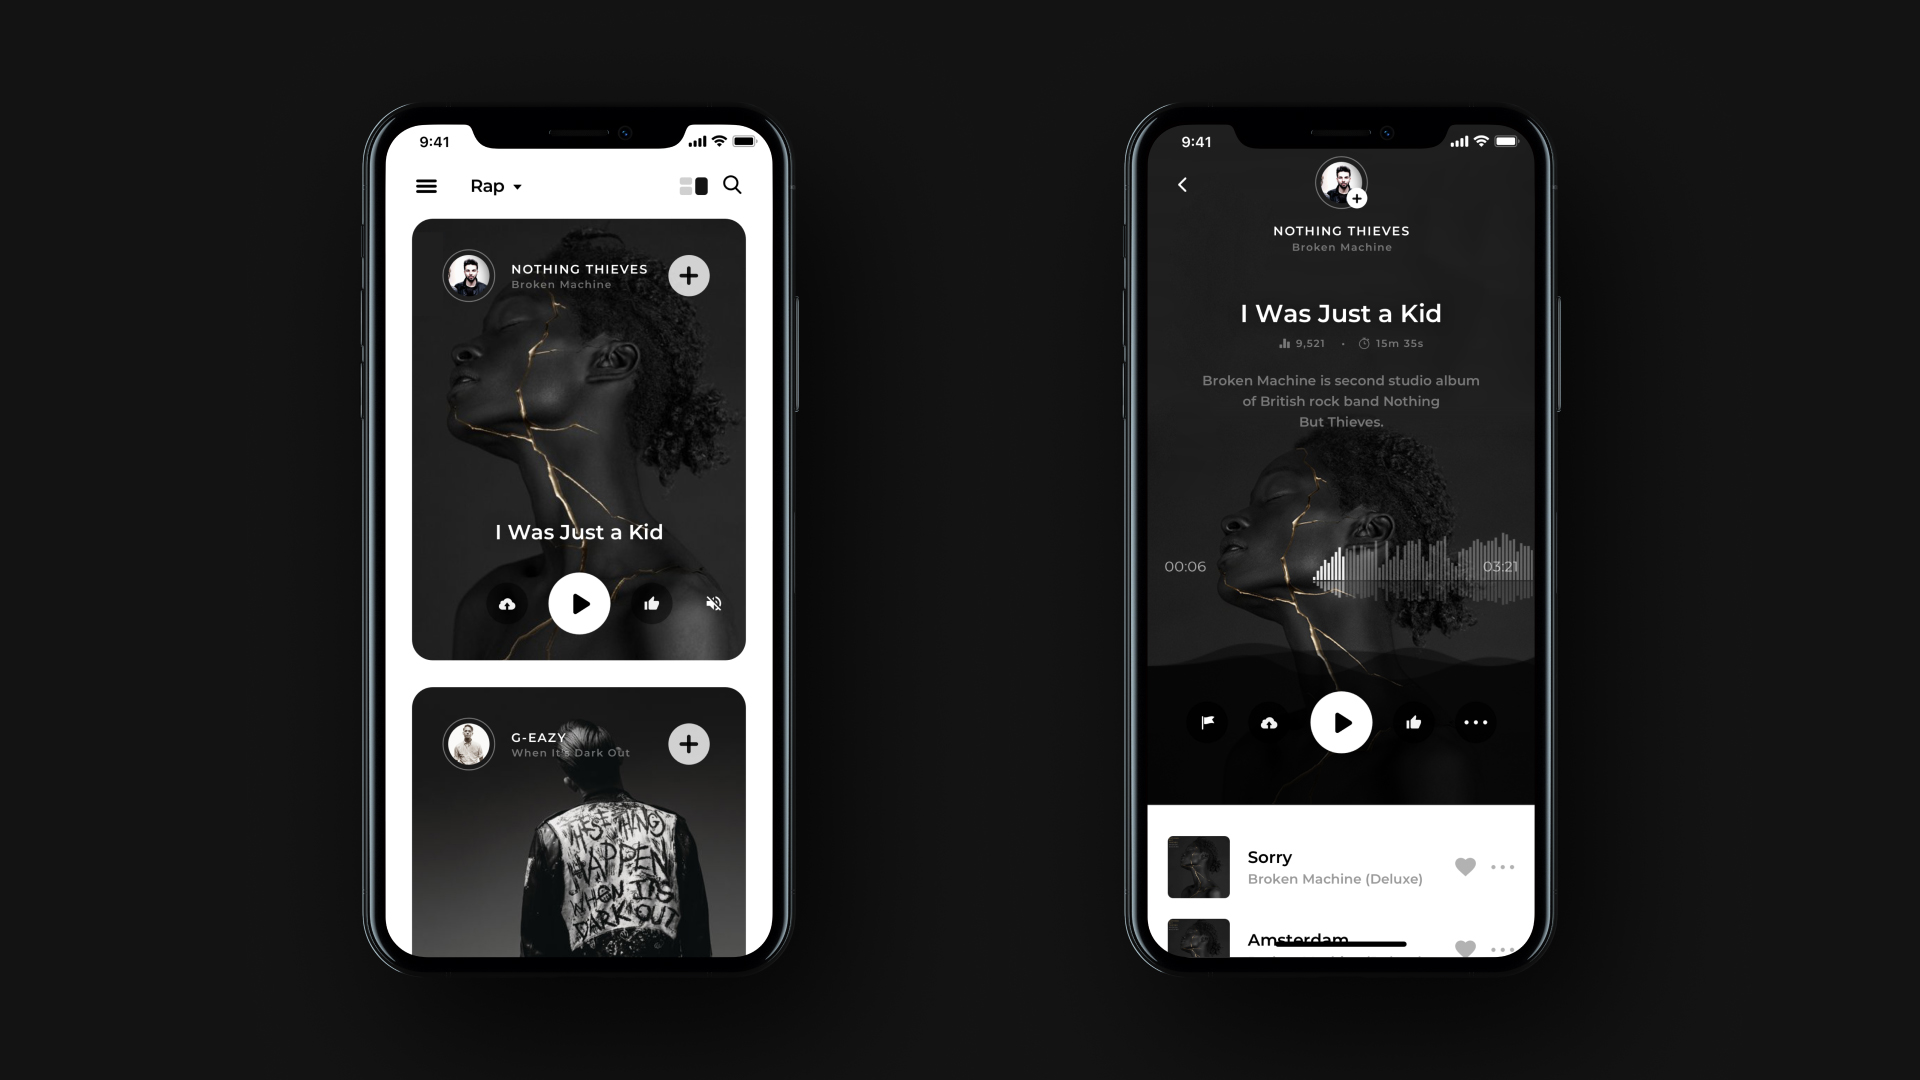 9:41
Rap
NOTHING THIEVES
Broken Machine
I Was Just a Kid
G-EAZY
When It's Dark Out
THESE THINGS
HAPPEN
WHEN IT'S
DARK OUT
9:41
NOTHING THIEVES
Broken Machine
I Was Just a Kid
9,521 • 15m 35s
Broken Machine is second studio album
of British rock band Nothing
But Thieves.
00:06
03:21
Sorry
Broken Machine (Deluxe)
Amsterdam